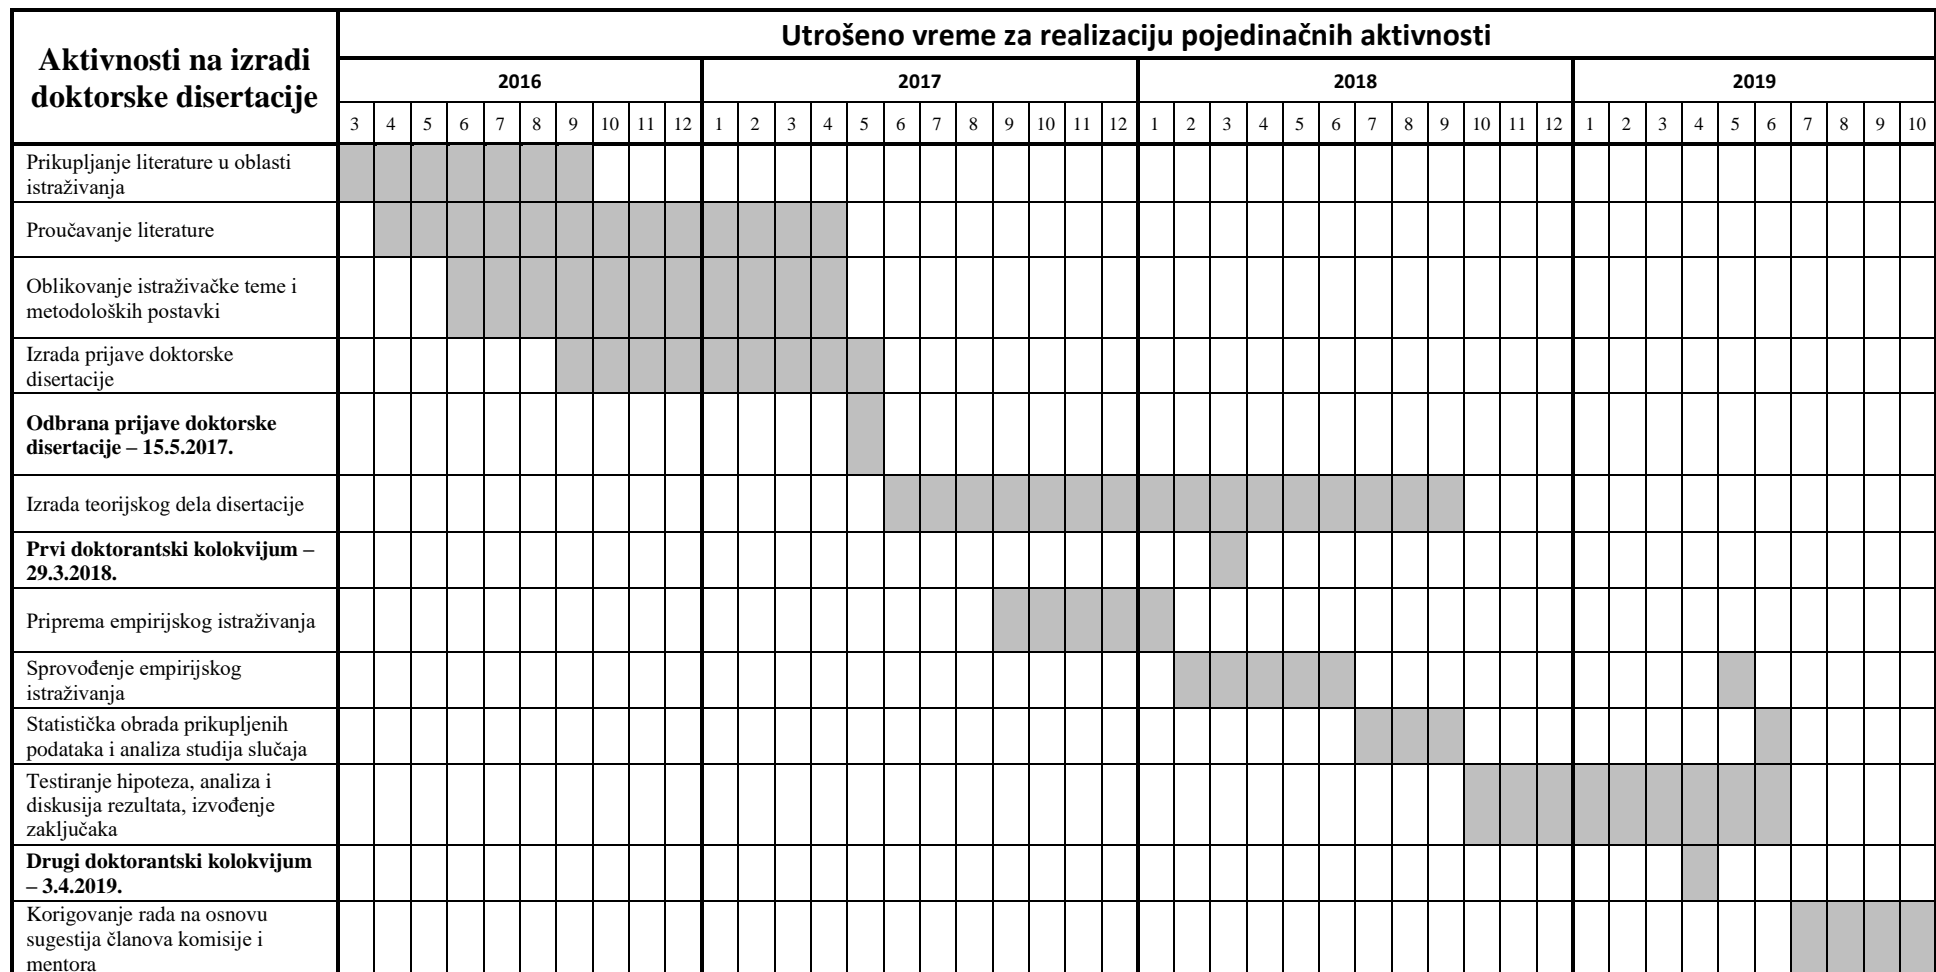 Aktivnosti na izradi
doktorske disertacije
Utrošeno vreme za realizaciju pojedinačnih aktivnosti
2016 2017 2018 2019
3 4 5 6 7 8 9 10 11 12 1 2 3 4 5 6 7 8 9 10 11 12 1 2 3 4 5 6 7 8 9 10 11 12 1 2 3 4 5 6 7 8 9 10
Prikupljanje literature u oblasti
istraživanja
Proučavanje literature
Oblikovanje istraživačke teme i
metodoloških postavki
Izrada prijave doktorske
disertacije
Odbrana prijave doktorske
disertacije – 15.5.2017.
Izrada teorijskog dela disertacije
Prvi doktorantski kolokvijum –
29.3.2018.
Priprema empirijskog istraživanja
Sprovođenje empirijskog
istraživanja
Statistička obrada prikupljenih
podataka i analiza studija slučaja
Testiranje hipoteza, analiza i
diskusija rezultata, izvođenje
zaključaka
Drugi doktorantski kolokvijum
– 3.4.2019.
Korigovanje rada na osnovu
sugestija članova komisije i
mentora